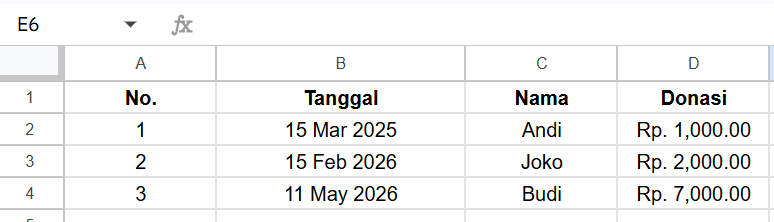 E6 fx
A B C D
1 No. Tanggal Nama Donasi
2 1 15 Mar 2025 Andi Rp. 1,000.00
3 2 15 Feb 2026 Joko Rp. 2,000.00
4 3 11 May 2026 Budi Rp. 7,000.00